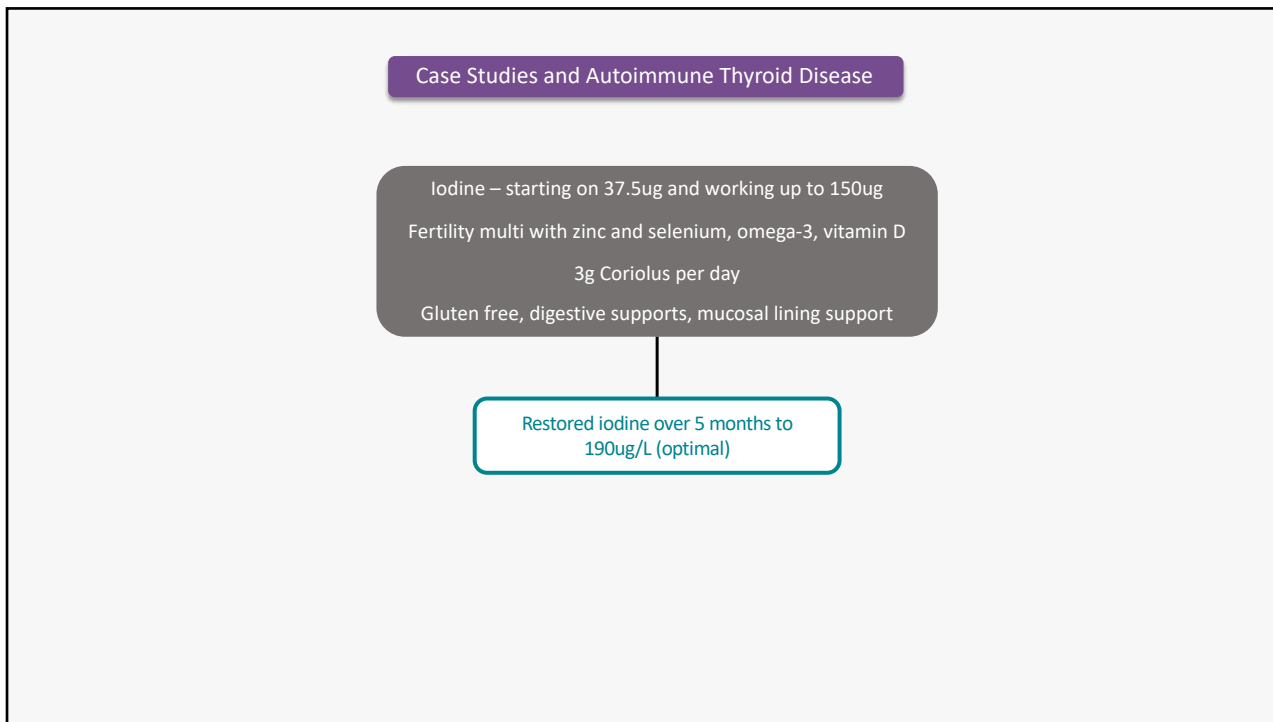 Case Studies and Autoimmune Thyroid Disease
Iodine – starting on 37.5ug and working up to 150ug
Fertility multi with zinc and selenium, omega-3, vitamin D
3g Coriolus per day
Gluten free, digestive supports, mucosal lining support
Restored iodine over 5 months to
190ug/L (optimal)